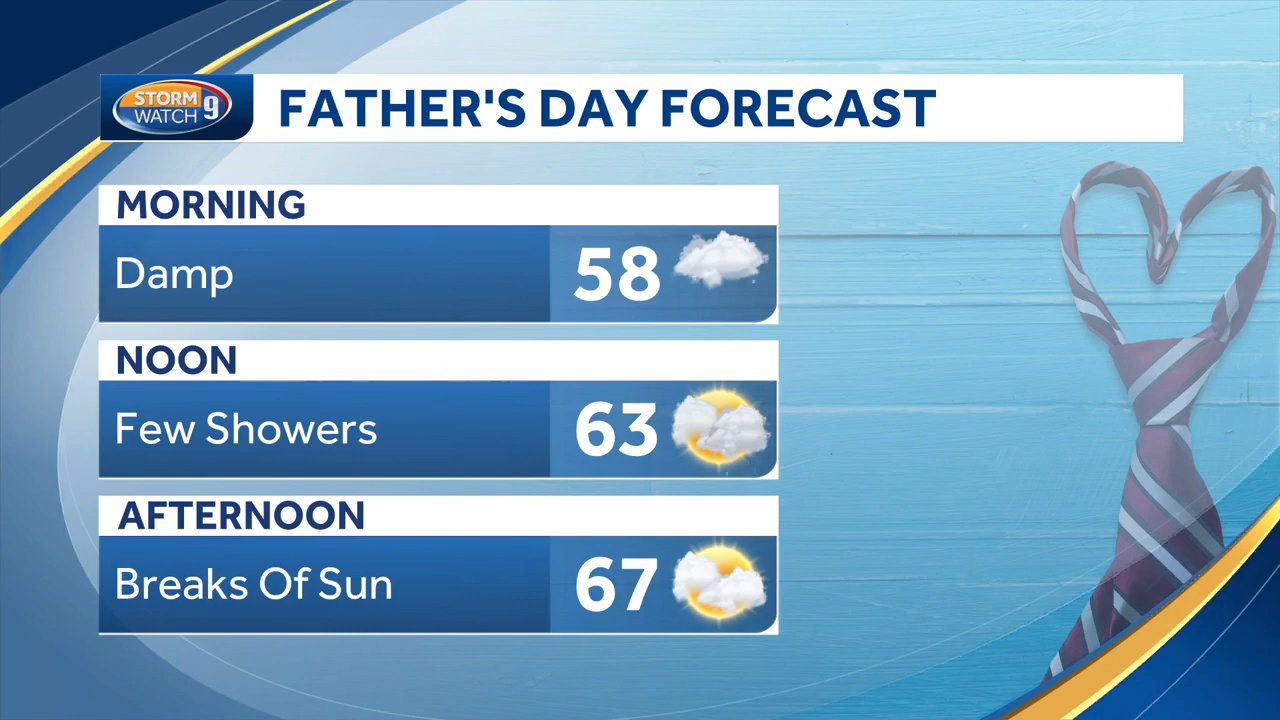 STORM
WATCH 9
FATHER'S DAY FORECAST
MORNING
Damp
58
NOON
Few Showers
63
AFTERNOON
Breaks Of Sun
67